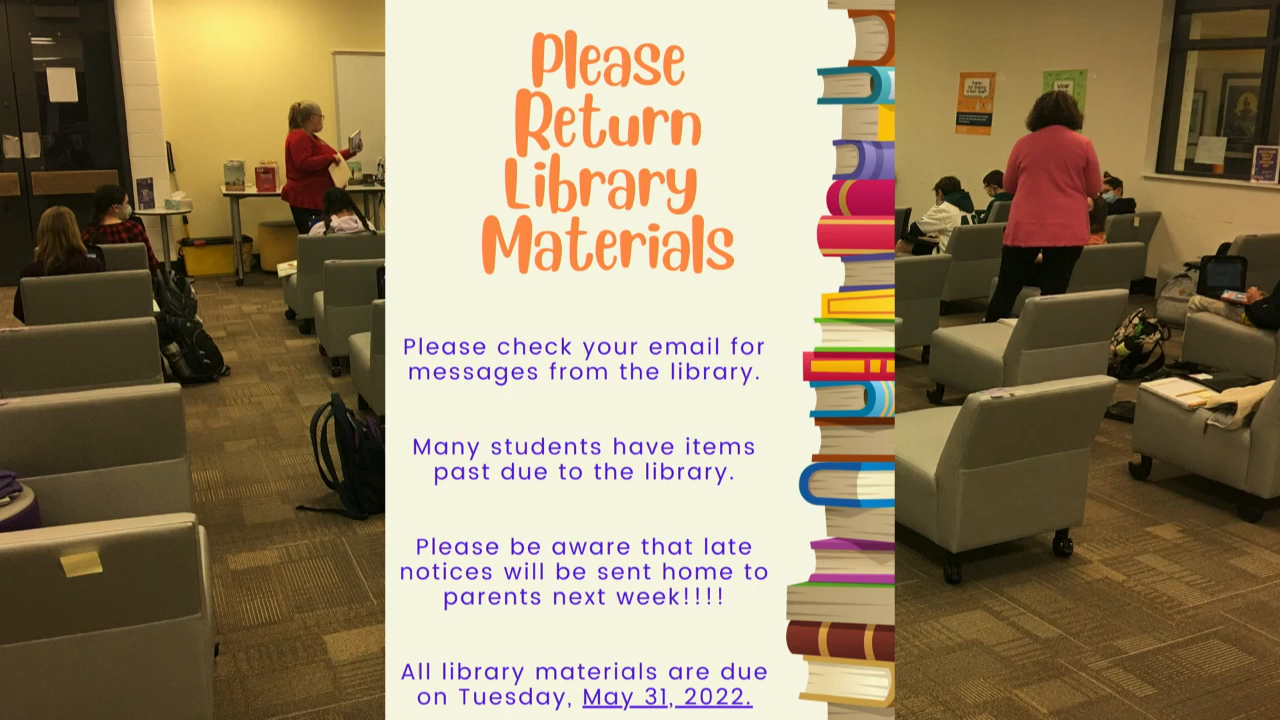 Please
Return
Library
Materials
Please check your email for
messages from the library.
Many students have items
past due to the library.
Please be aware that late
notices will be sent home to
parents next week!!!!
All library materials are due
on Tuesday, May 31, 2022.